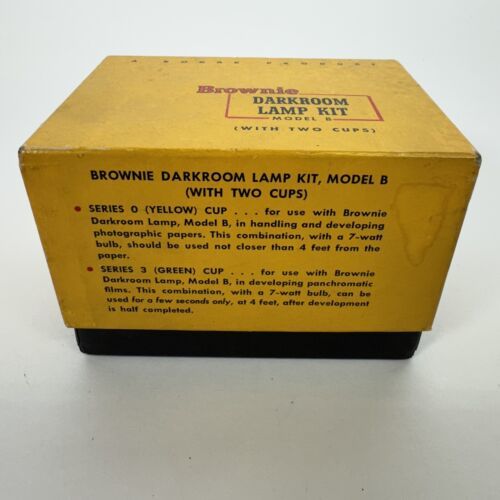 A KODAK PRODUCT
Brownie
DARKROOM
LAMP KIT
MODEL B
(WITH TWO CUPS)
BROWNIE DARKROOM LAMP KIT, MODEL B
(WITH TWO CUPS)
• SERIES 0 (YELLOW) CUP . . . for use with Brownie
Darkroom Lamp, Model B, in handling and developing
photographic papers. This combination, with a 7-watt
bulb, should be used not closer than 4 feet from the
paper.
• SERIES 3 (GREEN) CUP . . . for use with Brownie
Darkroom Lamp, Model B, in developing panchromatic
films. This combination, with a 7-watt bulb, can be
used for a few seconds only, at 4 feet, after development
is half completed.